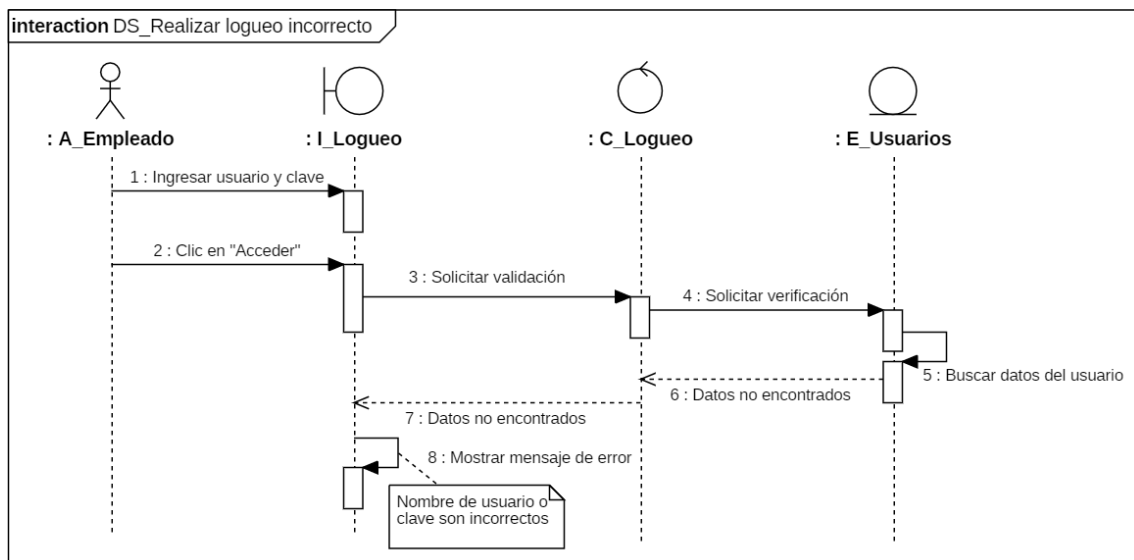 interaction DS_Realizar logueo incorrecto
: A_Empleado
: I_Logueo
: C_Logueo
: E_Usuarios
1 : Ingresar usuario y clave
2 : Clic en "Acceder"
3 : Solicitar validación
4 : Solicitar verificación
5 : Buscar datos del usuario
6 : Datos no encontrados
7 : Datos no encontrados
8 : Mostrar mensaje de error
Nombre de usuario o
clave son incorrectos